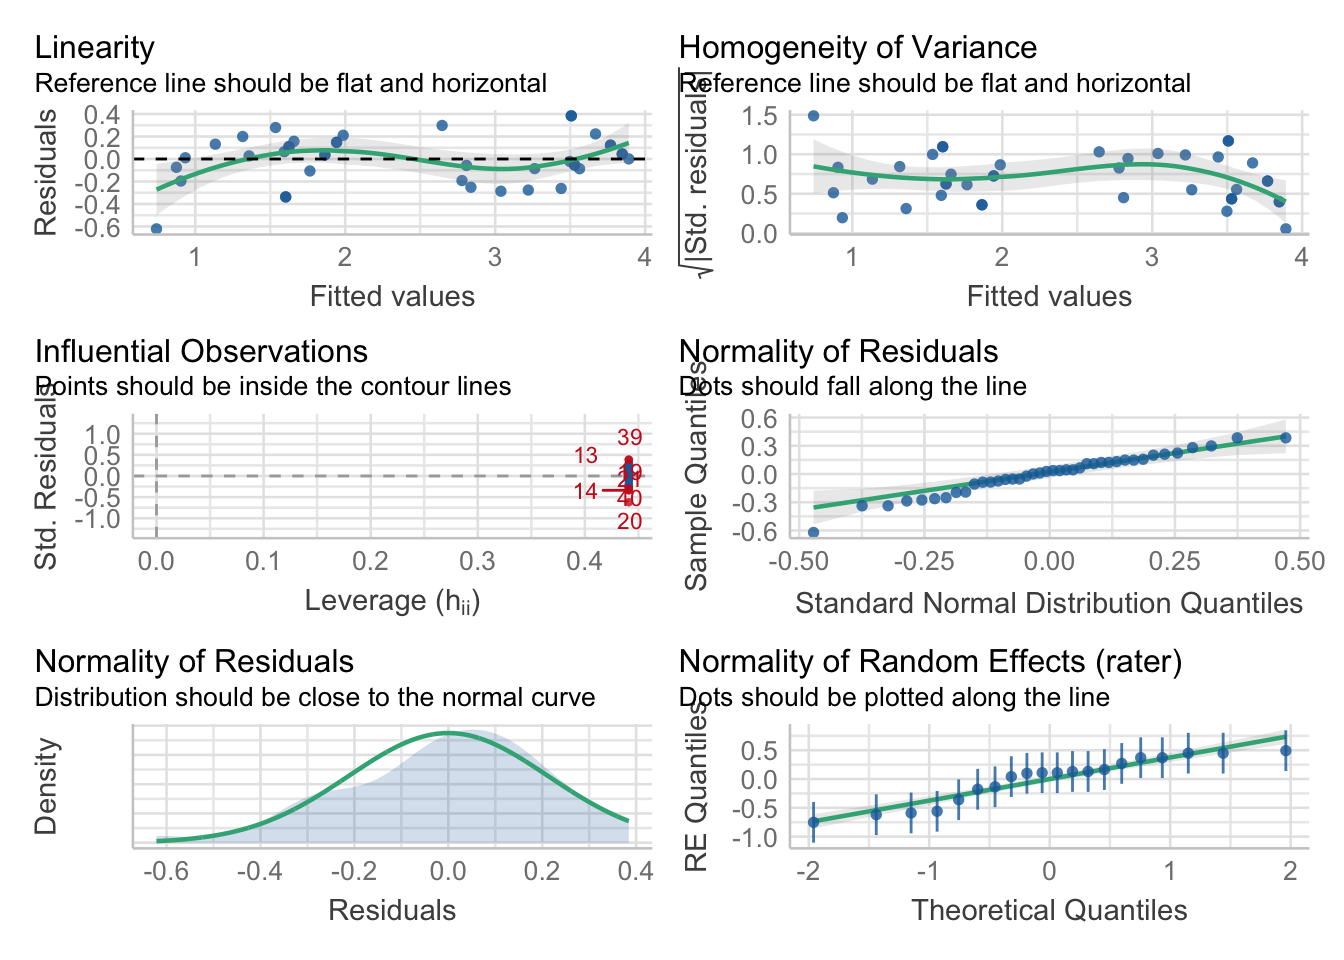 Linearity
Reference line should be flat and horizontal
Residuals
0.4
0.2
0.0
-0.2
-0.4
-0.6
1 2 3 4
Fitted values
Homogeneity of Variance
Reference line should be flat and horizontal
√|Std. residuals|
1.5
1.0
0.5
0.0
1 2 3 4
Fitted values
Influential Observations
Points should be inside the contour lines
Std. Residuals
1.0
0.5
0.0
-0.5
-1.0
39
13
14
40
20
0.0 0.1 0.2 0.3 0.4
Leverage (hii)
Normality of Residuals
Dots should fall along the line
Sample Quantiles
0.6
0.3
0.0
-0.3
-0.6
-0.50 -0.25 0.00 0.25 0.50
Standard Normal Distribution Quantiles
Normality of Residuals
Distribution should be close to the normal curve
Density
-0.6 -0.4 -0.2 0.0 0.2 0.4
Residuals
Normality of Random Effects (rater)
Dots should be plotted along the line
RE Quantiles
0.5
0.0
-0.5
-1.0
-2 -1 0 1 2
Theoretical Quantiles